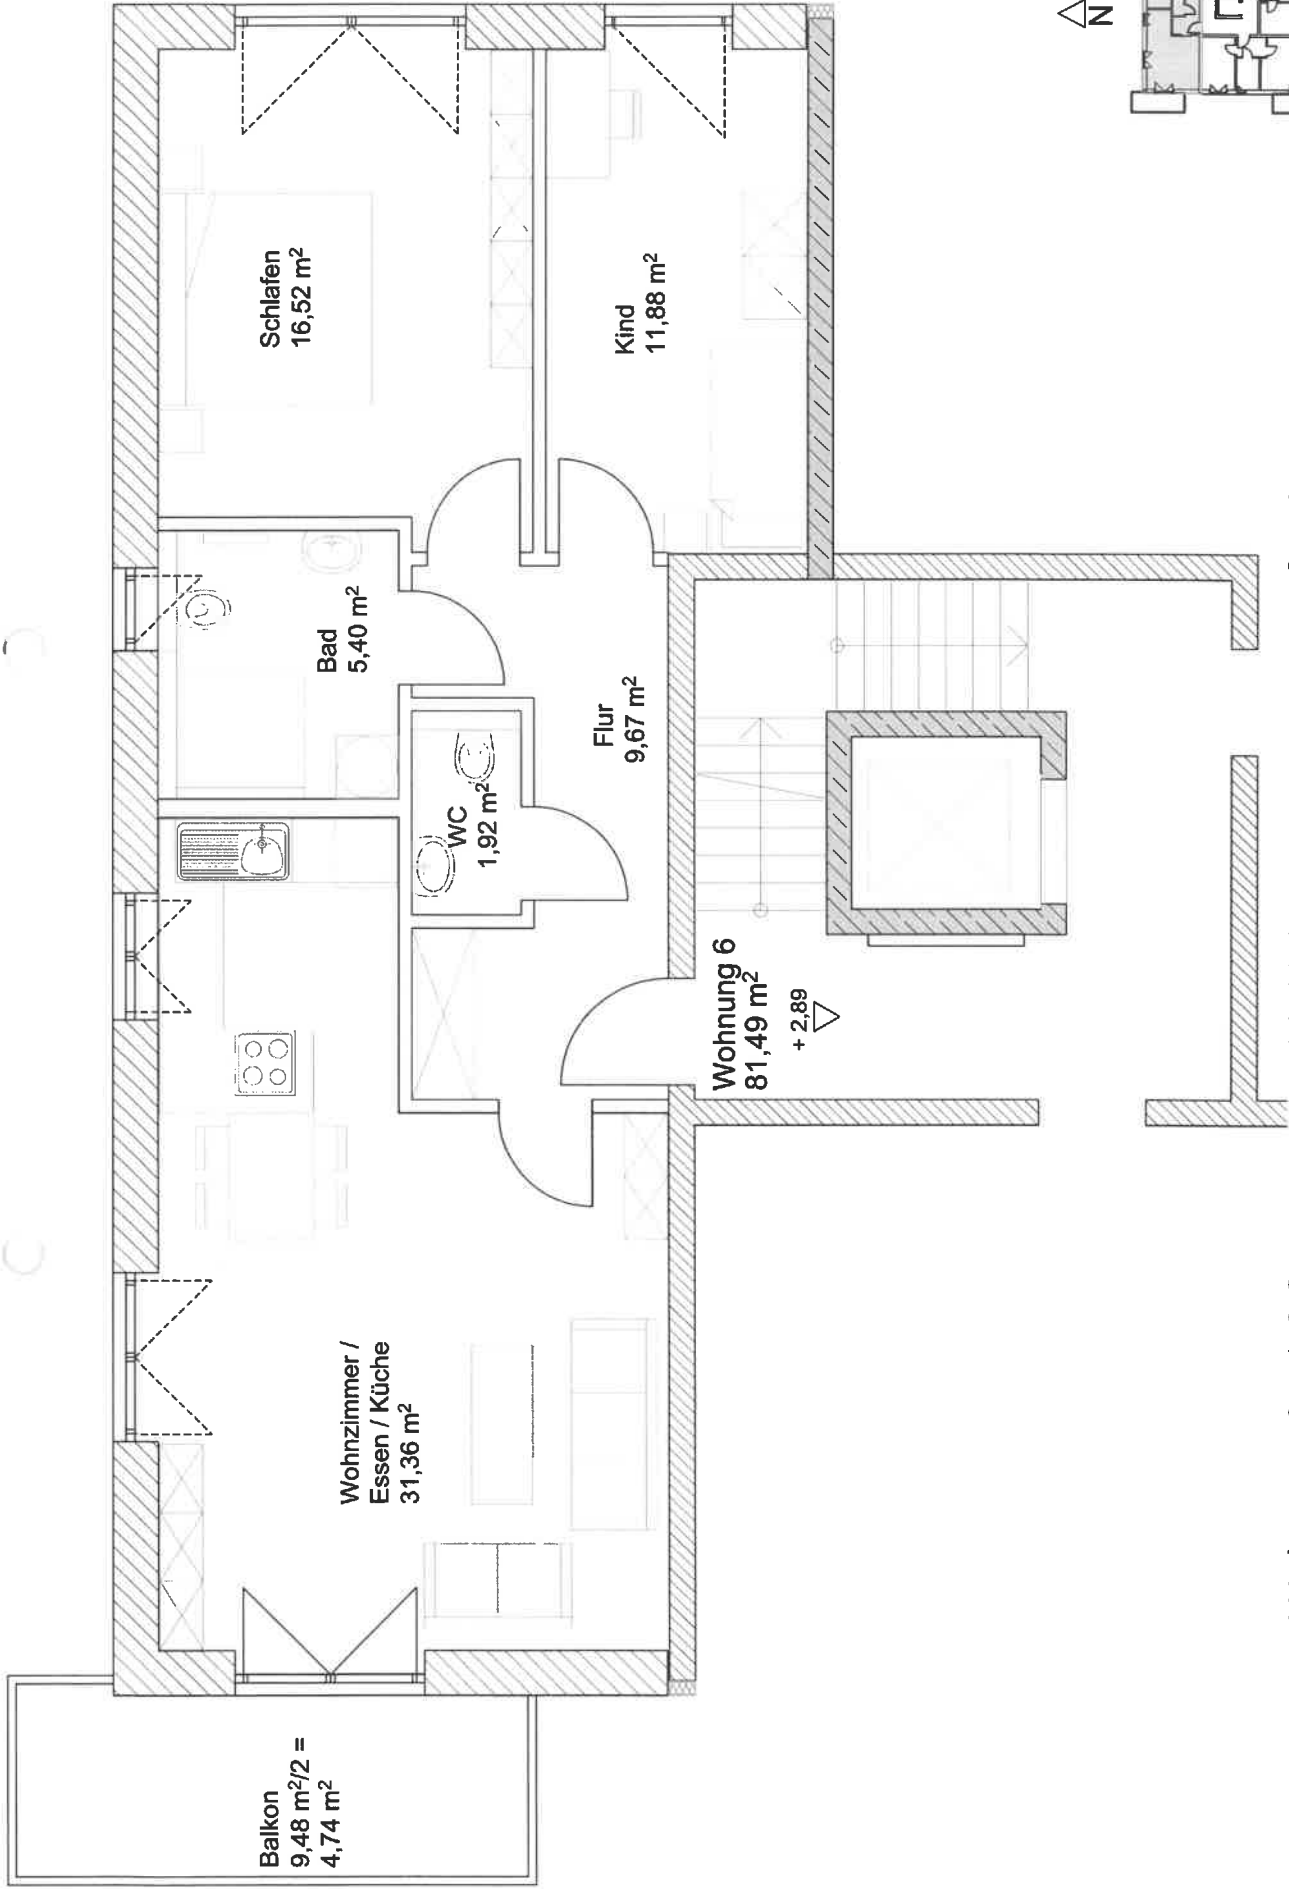 Balkon
9,48 m²/2 =
4,74 m²
Wohnzimmer /
Essen / Küche
31,36 m²
WC
1,92 m²
Bad
5,40 m²
Flur
9,67 m²
Schlafen
16,52 m²
Kind
11,88 m²
Wohnung 6
81,49 m²
+ 2,89
N